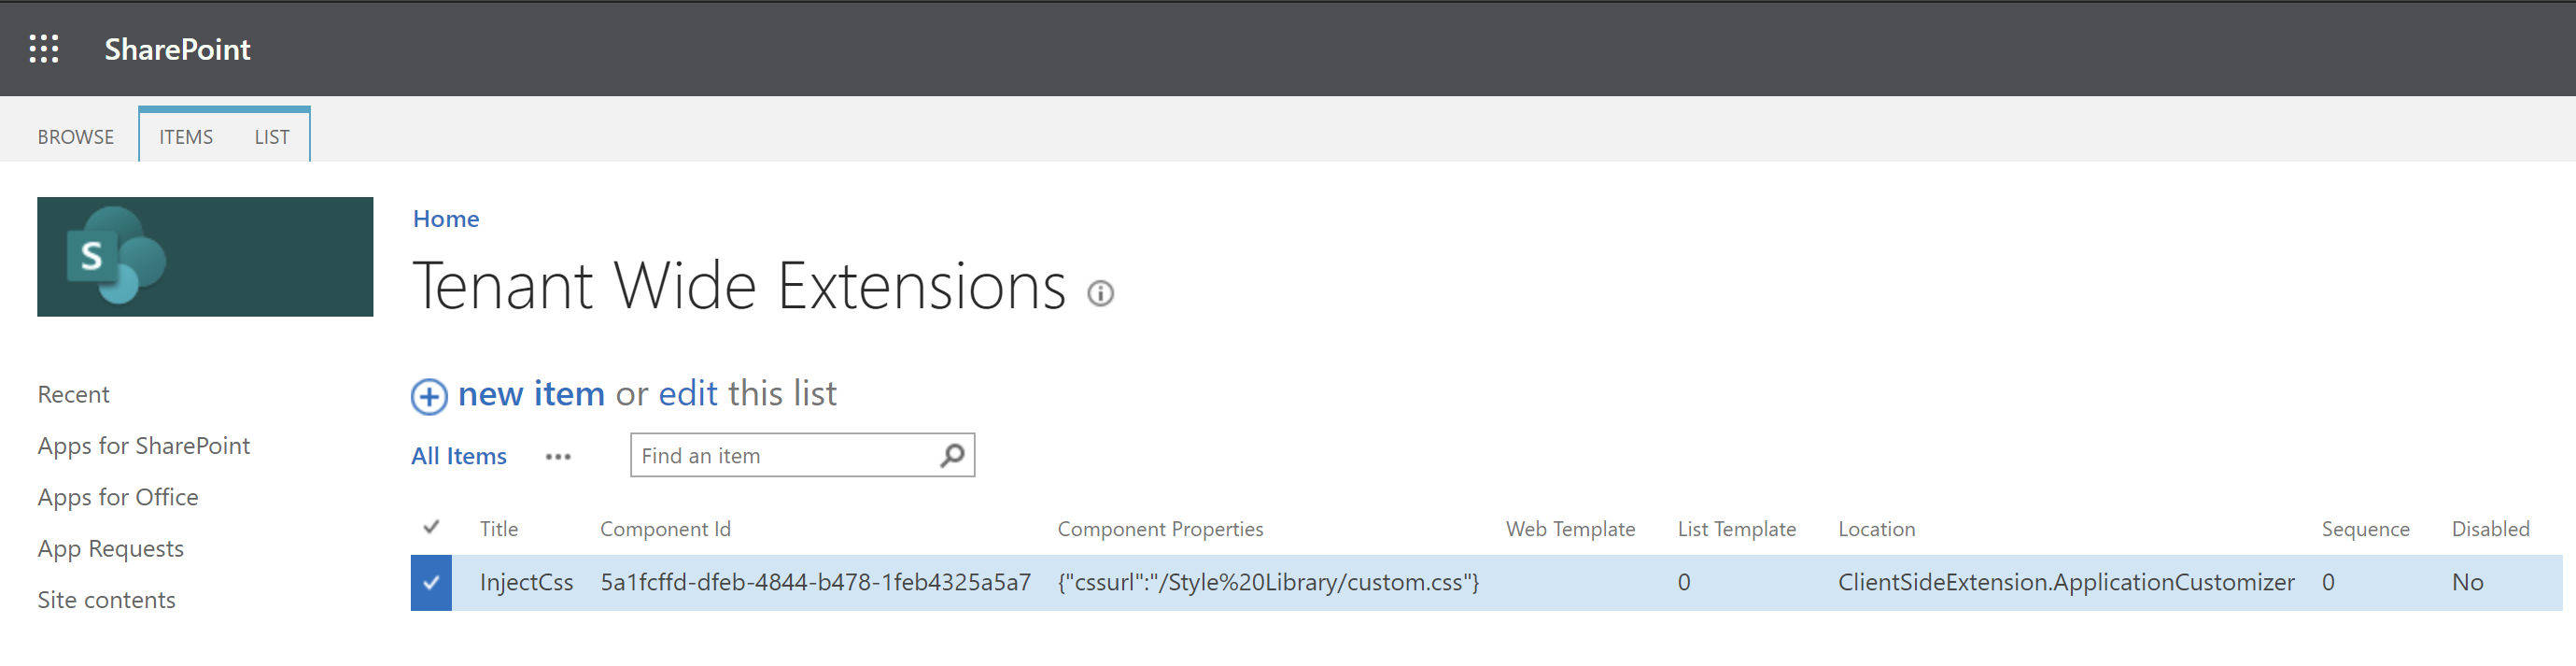 SharePoint
BROWSE ITEMS LIST
S
Home
Tenant Wide Extensions
new item or edit this list
All Items ••• Find an item
Recent
Apps for SharePoint
Apps for Office
App Requests
Site contents
Title Component Id Component Properties Web Template List Template Location Sequence Disabled
InjectCss 5a1fcffd-dfeb-4844-b478-1feb4325a5a7 {"cssurl":"/Style%20Library/custom.css"} 0 ClientSideExtension.ApplicationCustomizer 0 No